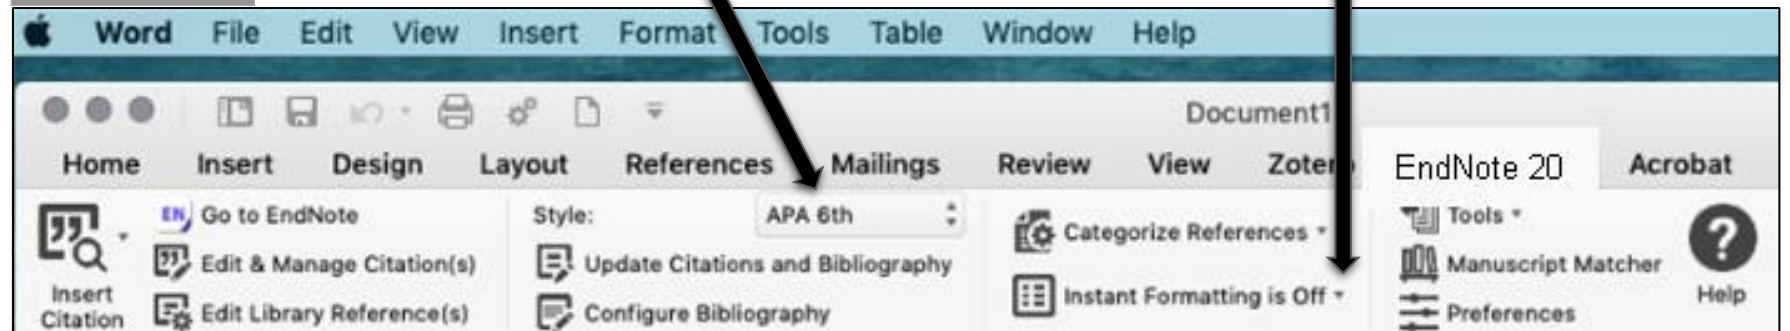 Word File Edit View Insert Format Tools Table Window Help
Document1
Home Insert Design Layout References Mailings Review View Zotero EndNote 20 Acrobat
Insert Citation
EN Go to EndNote
Edit & Manage Citation(s)
Edit Library Reference(s)
Style: APA 6th
Update Citations and Bibliography
Configure Bibliography
Categorize References
Instant Formatting is Off
Tools
Manuscript Matcher
Preferences
Help